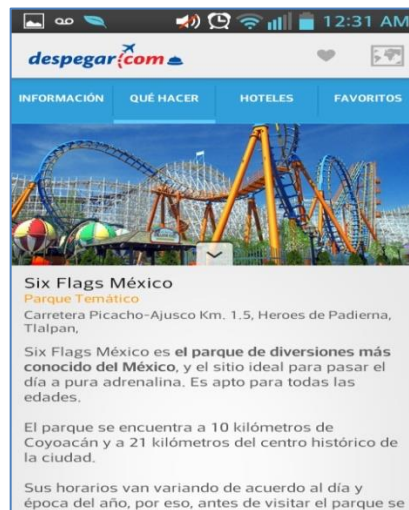 12:31 AM
despegar.com
INFORMACIÓN QUÉ HACER HOTELES FAVORITOS
Six Flags México
Parque Temático
Carretera Picacho-Ajusco Km. 1.5, Heroes de Padierna,
Tlalpan,
Six Flags México es el parque de diversiones más
conocido del México, y el sitio ideal para pasar el
día a pura adrenalina. Es apto para todas las
edades.
El parque se encuentra a 10 kilómetros de
Coyoacán y a 21 kilómetros del centro histórico de
la ciudad.
Sus horarios van variando de acuerdo al día y
época del año, por eso, antes de visitar el parque se